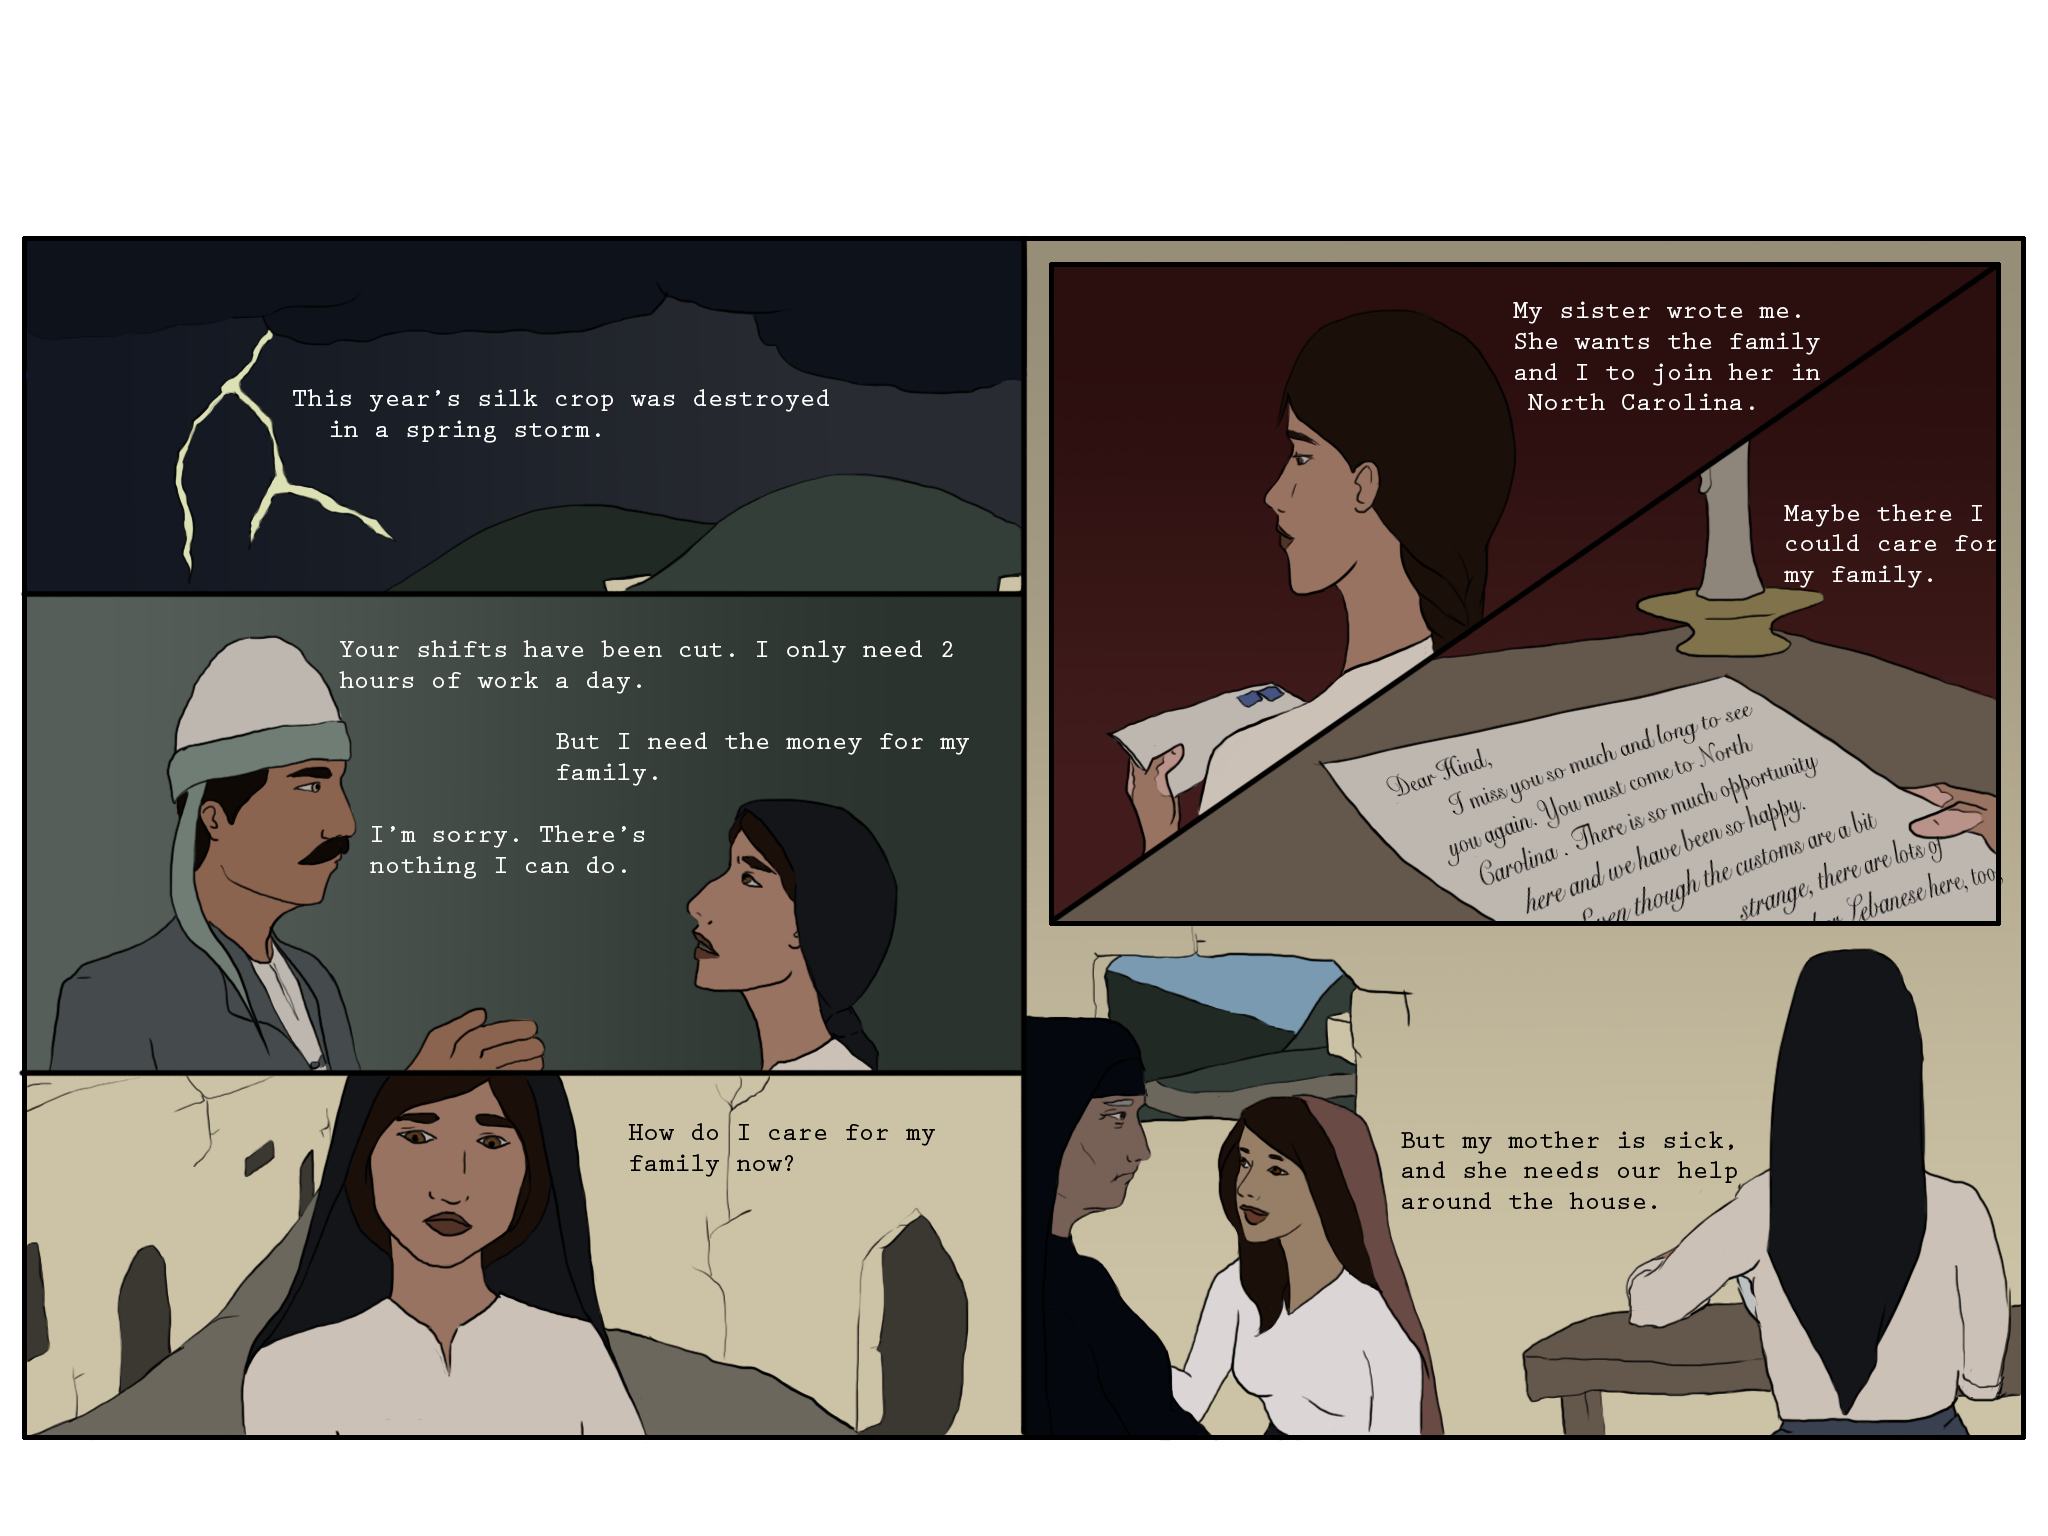 This year's silk crop was destroyed
in a spring storm.
Your shifts have been cut. I only need 2
hours of work a day.
But I need the money for my
family.
I'm sorry. There's
nothing I can do.
How do I care for my
family now?
My sister wrote me.
She wants the family
and I to join her in
North Carolina.
Maybe there I
could care for
my family.
Dear Hind,
I miss you so much and long to see
you again. You must come to North
Carolina . There is so much opportunity
here and we have been so happy.
Even though the customs are a bit
strange, there are lots of
Lebanese here, too,
But my mother is sick,
and she needs our help
around the house.